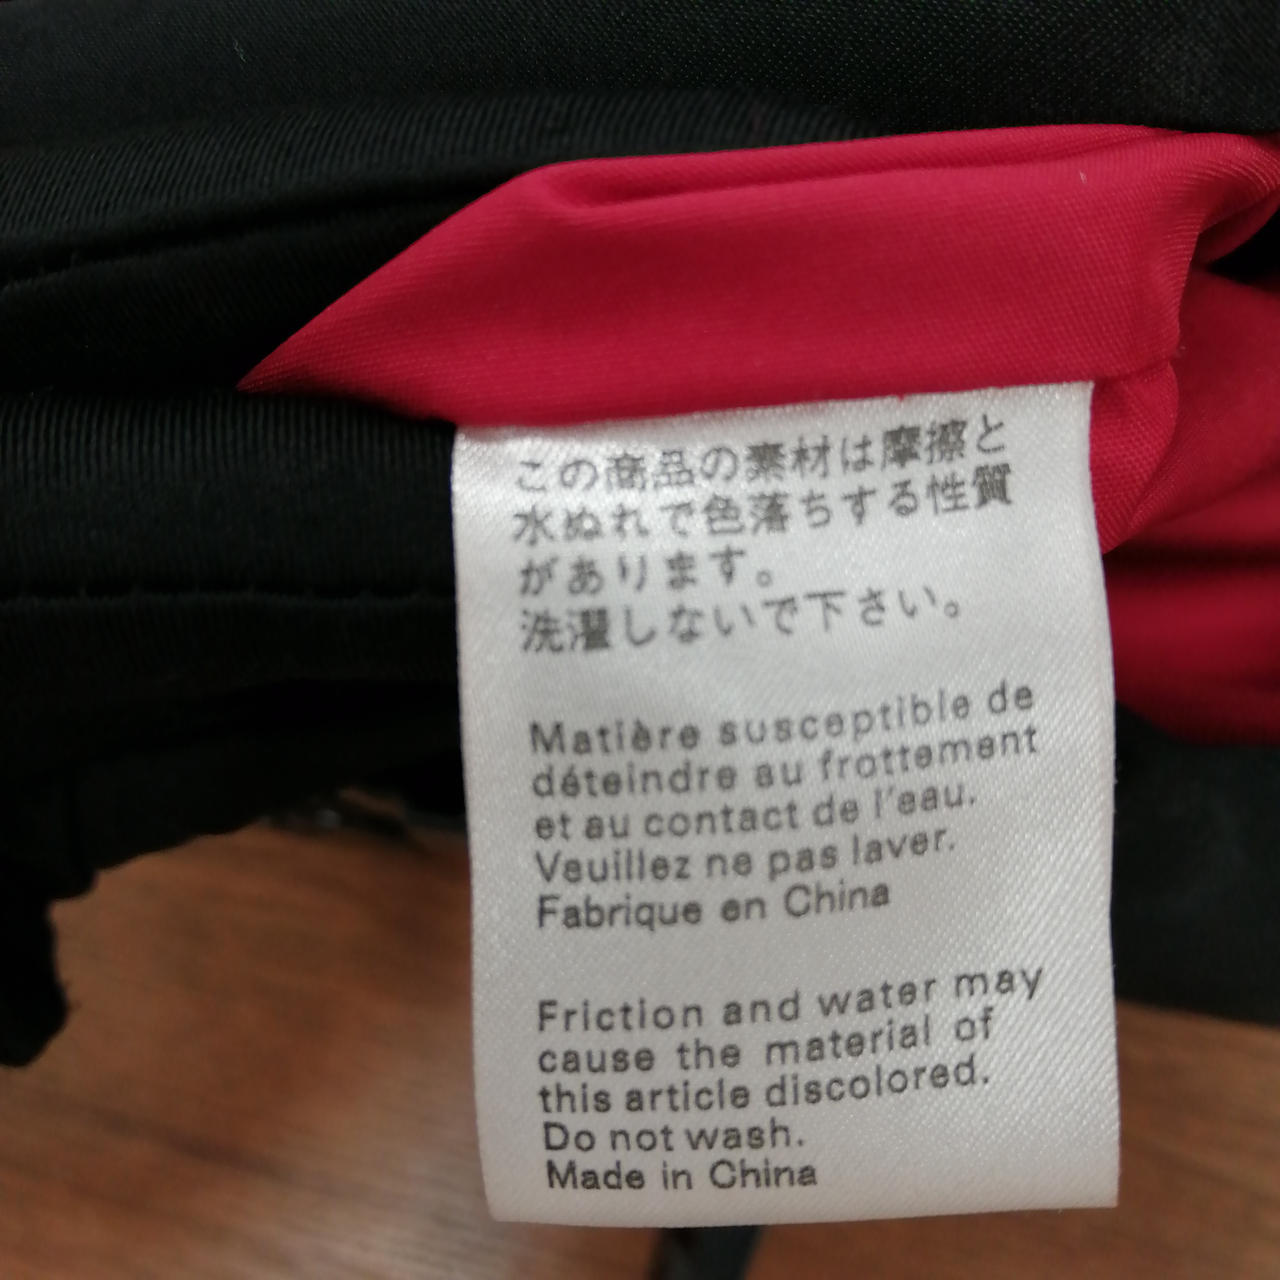 この商品の素材は摩擦と
水ぬれで色落ちする性質
があります。
洗濯しないで下さい。
Matière susceptible de
déteindre au frottement
et au contact de l'eau.
Veuillez ne pas laver.
Fabrique en China
Friction and water may
cause the material of
this article discolored.
Do not wash.
Made in China